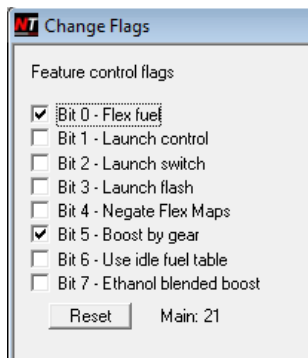 NT Change Flags
Feature control flags
Bit 0 - Flex fuel
Bit 1 - Launch control
Bit 2 - Launch switch
Bit 3 - Launch flash
Bit 4 - Negate Flex Maps
Bit 5 - Boost by gear
Bit 6 - Use idle fuel table
Bit 7 - Ethanol blended boost
Reset Main: 21